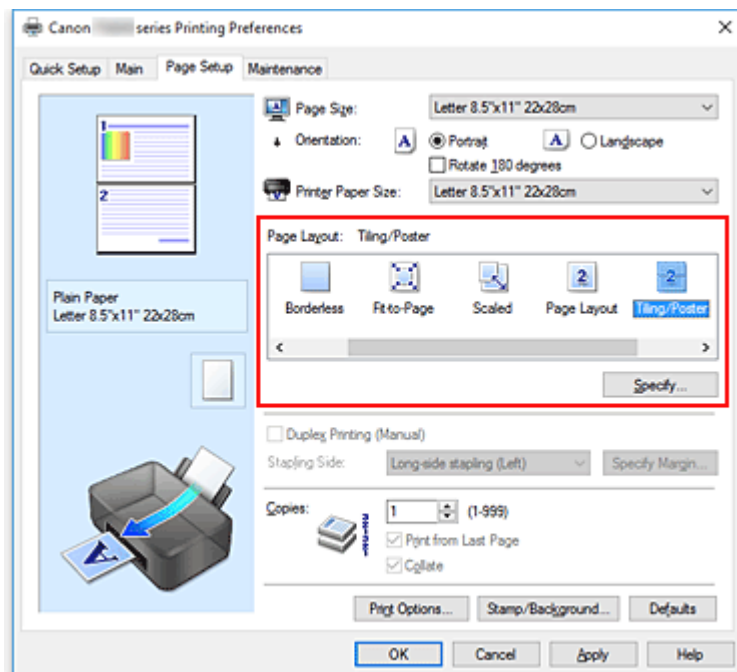 Canon series Printing Preferences
Quick Setup Main Page Setup Maintenance
1
2
Plain Paper
Letter 8.5"x11" 22x28cm
A
Page Size: Letter 8.5"x11" 22x28cm
Orientation: A Portrait A Landscape
Rotate 180 degrees
Printer Paper Size: Letter 8.5"x11" 22x28cm
Page Layout: Tiling/Poster
2 2
Borderless Fit-to-Page Scaled Page Layout Tiling/Poster
Specify...
Duplex Printing (Manual)
Stapling Side: Long-side stapling (Left) Specify Margin...
Copies: 1 (1-999)
Print from Last Page
Collate
Print Options... Stamp/Background... Defaults
OK Cancel Apply Help